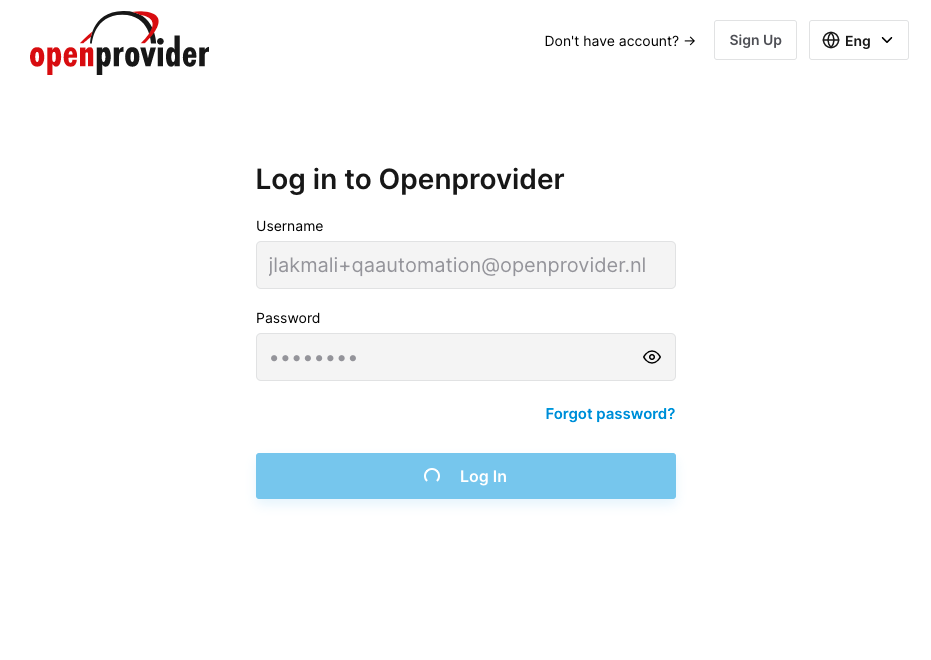 openprovider
Don't have account? →
Sign Up
Eng
Log in to Openprovider
Username
jlakmali+qaautomation@openprovider.nl
Password
••••••••
Forgot password?
Log In